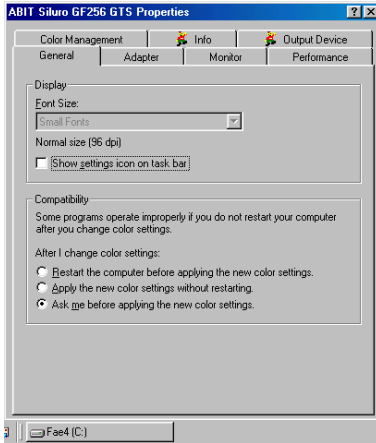 ABIT Siluro GF256 GTS Properties
Color Management Info Output Device
General Adapter Monitor Performance
Display
Font Size:
Small Fonts
Normal size (96 dpi)
Show settings icon on task bar
Compatibility
Some programs operate improperly if you do not restart your computer
after you change color settings.
After I change color settings:
Restart the computer before applying the new color settings.
Apply the new color settings without restarting.
Ask me before applying the new color settings.
Fae4 (C:)